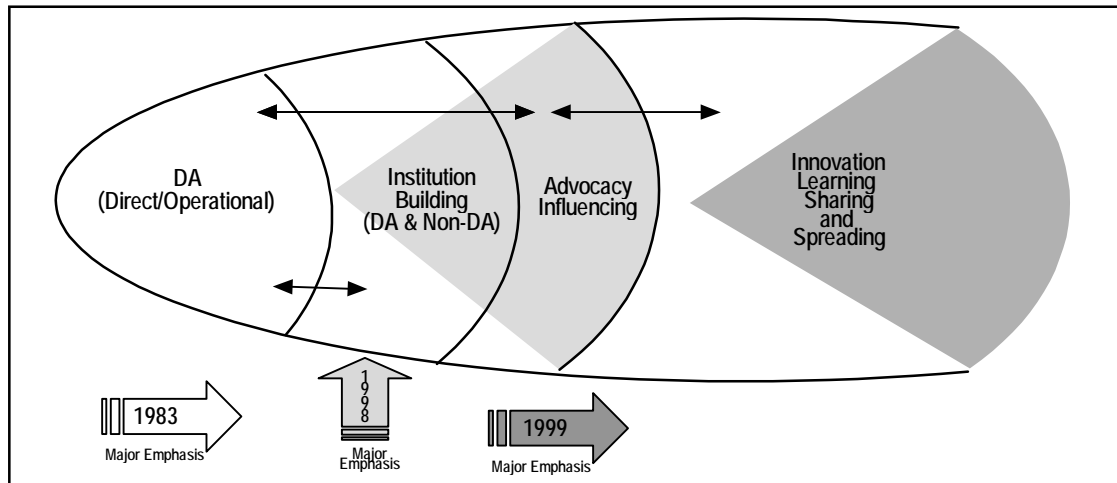 DA
(Direct/Operational)
Institution
Building
(DA & Non-DA)
Advocacy
Influencing
Innovation
Learning
Sharing
and
Spreading
1983
Major Emphasis
1998
Major
Emphasis
1999
Major Emphasis